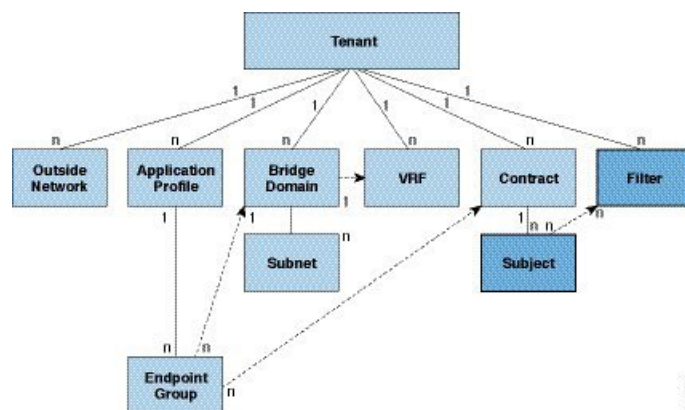 Tenant
1 1 1 1 1 1
n n n n n n
Outside
Network
Application
Profile
Bridge
Domain
VRF
Contract
Filter
1 1 1 1 n n n
Subnet
n
Subject
n n
Endpoint
Group
n